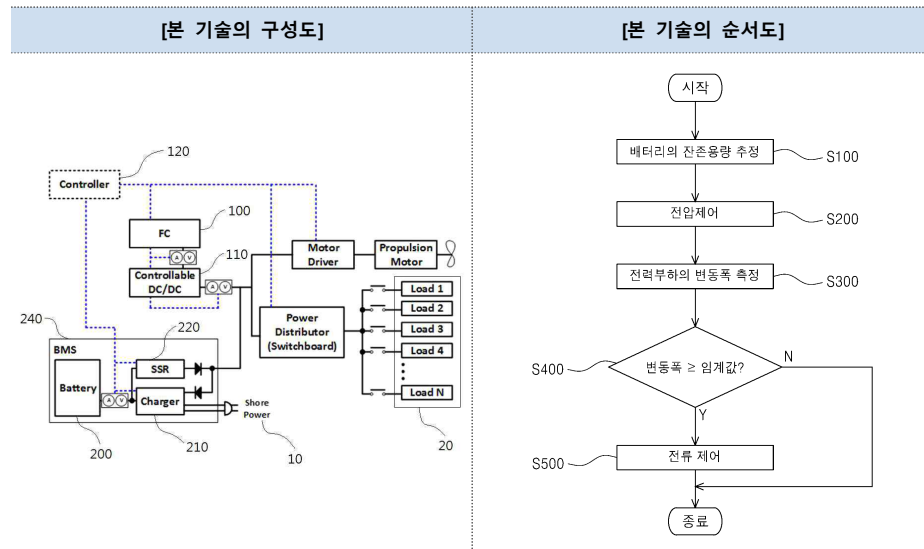 [본 기술의 구성도]
[본 기술의 순서도]
120
Controller
100
FC
A V
110
Controllable
DC/DC
A V
Motor
Driver
Propulsion
Motor
Power
Distributor
(Switchboard)
Load 1
Load 2
Load 3
Load 4
Load N
20
240
BMS
220
SSR
Battery
A V
Charger
Shore
Power
200
210
10
시작
배터리의 잔존용량 추정
S100
전압제어
S200
전력부하의 변동폭 측정
S300
변동폭 ≥ 임계값?
N
S400
Y
전류 제어
S500
종료